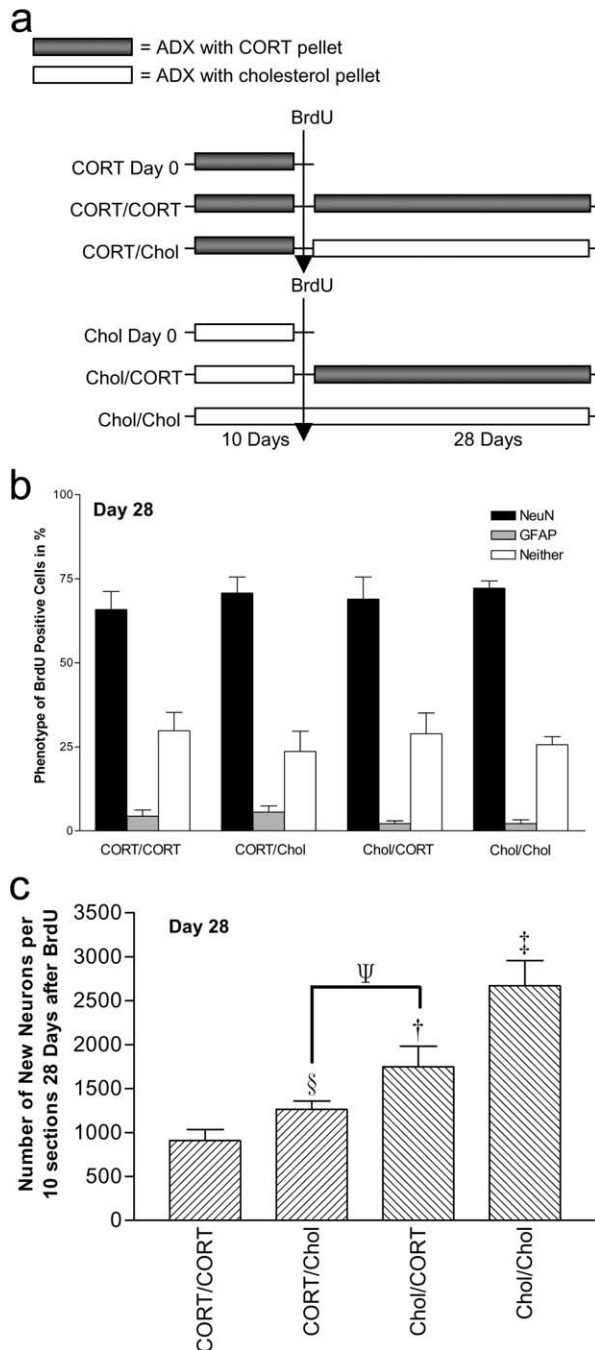 a
= ADX with CORT pellet
= ADX with cholesterol pellet
BrdU
CORT Day 0
CORT/CORT
CORT/Chol
BrdU
Chol Day 0
Chol/CORT
Chol/Chol
10 Days
28 Days
b
Day 28
NeuN
GFAP
Neither
Phenotype of BrdU Positive Cells in %
100
75
50
25
0
CORT/CORT
CORT/Chol
Chol/CORT
Chol/Chol
c
Day 28
Number of New Neurons per
10 sections 28 Days after BrdU
3500
3000
2500
2000
1500
1000
500
0
Ψ
§
†
‡
CORT/CORT
CORT/Chol
Chol/CORT
Chol/Chol